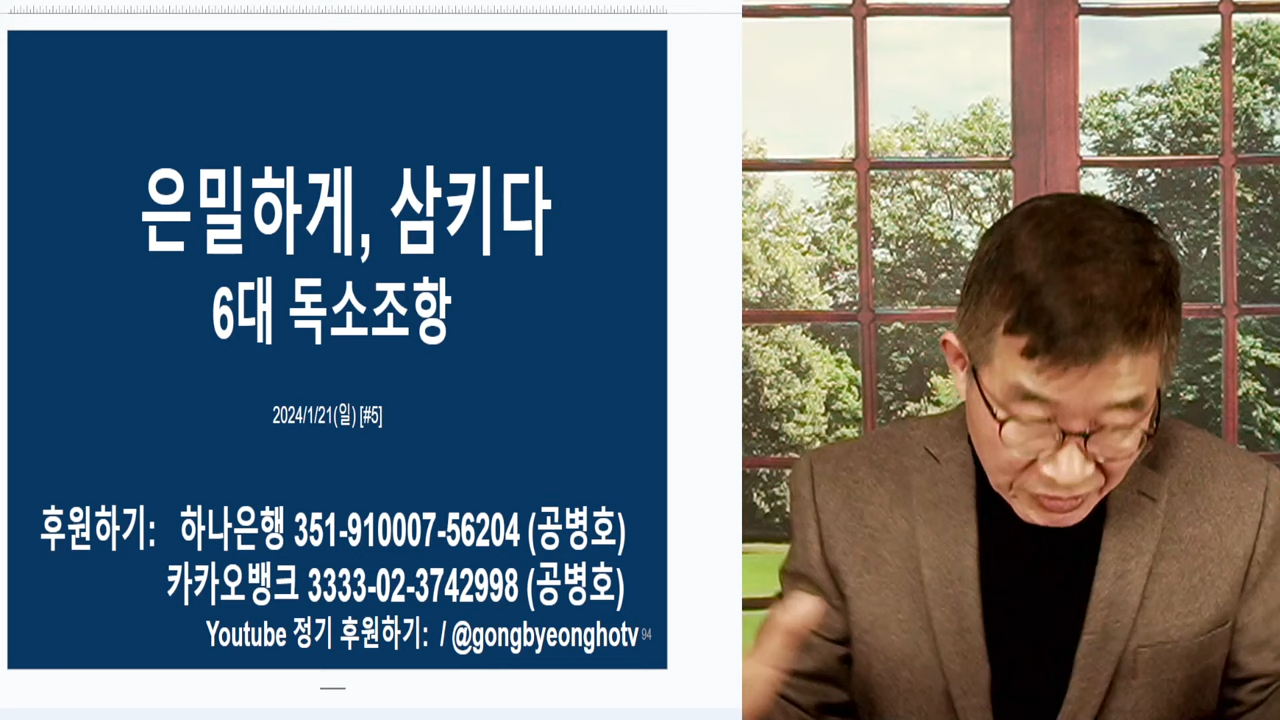 은밀하게, 삼키다
6대 독소조항
2024/1/21(일) [#5]
후원하기: 하나은행 351-910007-56204 (공병호)
카카오뱅크 3333-02-3742998 (공병호)
Youtube 정기 후원하기: / @gongbyeonghotv 94